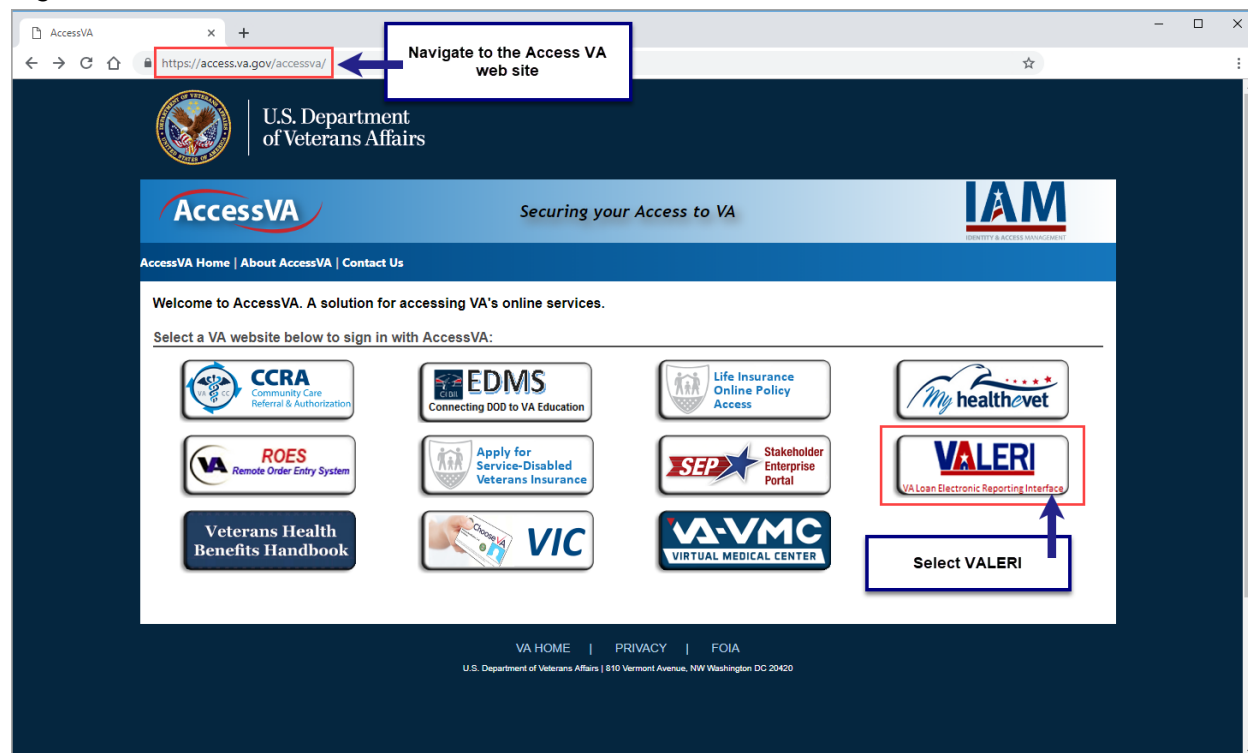 AccessVA
https://access.va.gov/accessva/
Navigate to the Access VA
web site
U.S. Department
of Veterans Affairs
AccessVA
Securing your Access to VA
IAM
IDENTITY & ACCESS MANAGEMENT
AccessVA Home | About AccessVA | Contact Us
Welcome to AccessVA. A solution for accessing VA's online services.
Select a VA website below to sign in with AccessVA:
VA CC
CCRA
Community Care
Referral & Authorization
CIDIL
EDMS
Connecting DOD to VA Education
Life Insurance
Online Policy
Access
My healthevet
VA
ROES
Remote Order Entry System
Apply for
Service-Disabled
Veterans Insurance
SEP
Stakeholder
Enterprise
Portal
VALERI
VA Loan Electronic Reporting Interface
Veterans Health
Benefits Handbook
Choose VA
VIC
VA-VMC
VIRTUAL MEDICAL CENTER
Select VALERI
VA HOME | PRIVACY | FOIA
U.S. Department of Veterans Affairs | 810 Vermont Avenue, NW Washington DC 20420